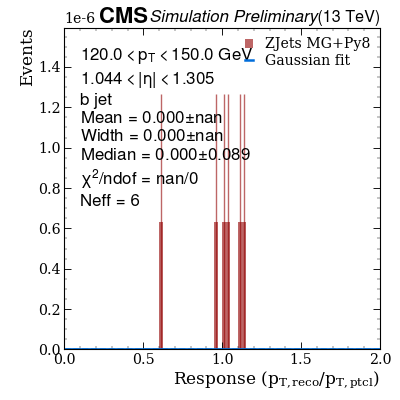 1e-6 CMS Simulation Preliminary (13 TeV)
Events
120.0 < p_T < 150.0 GeV
1.044 < |η| < 1.305
b jet
Mean = 0.000±nan
Width = 0.000±nan
Median = 0.000±0.089
χ²/ndof = nan/0
Neff = 6
ZJets MG+Py8
Gaussian fit
1.4
1.2
1.0
0.8
0.6
0.4
0.2
0.0
0.0 0.5 1.0 1.5 2.0
Response (p_T,reco/p_T,ptcl)